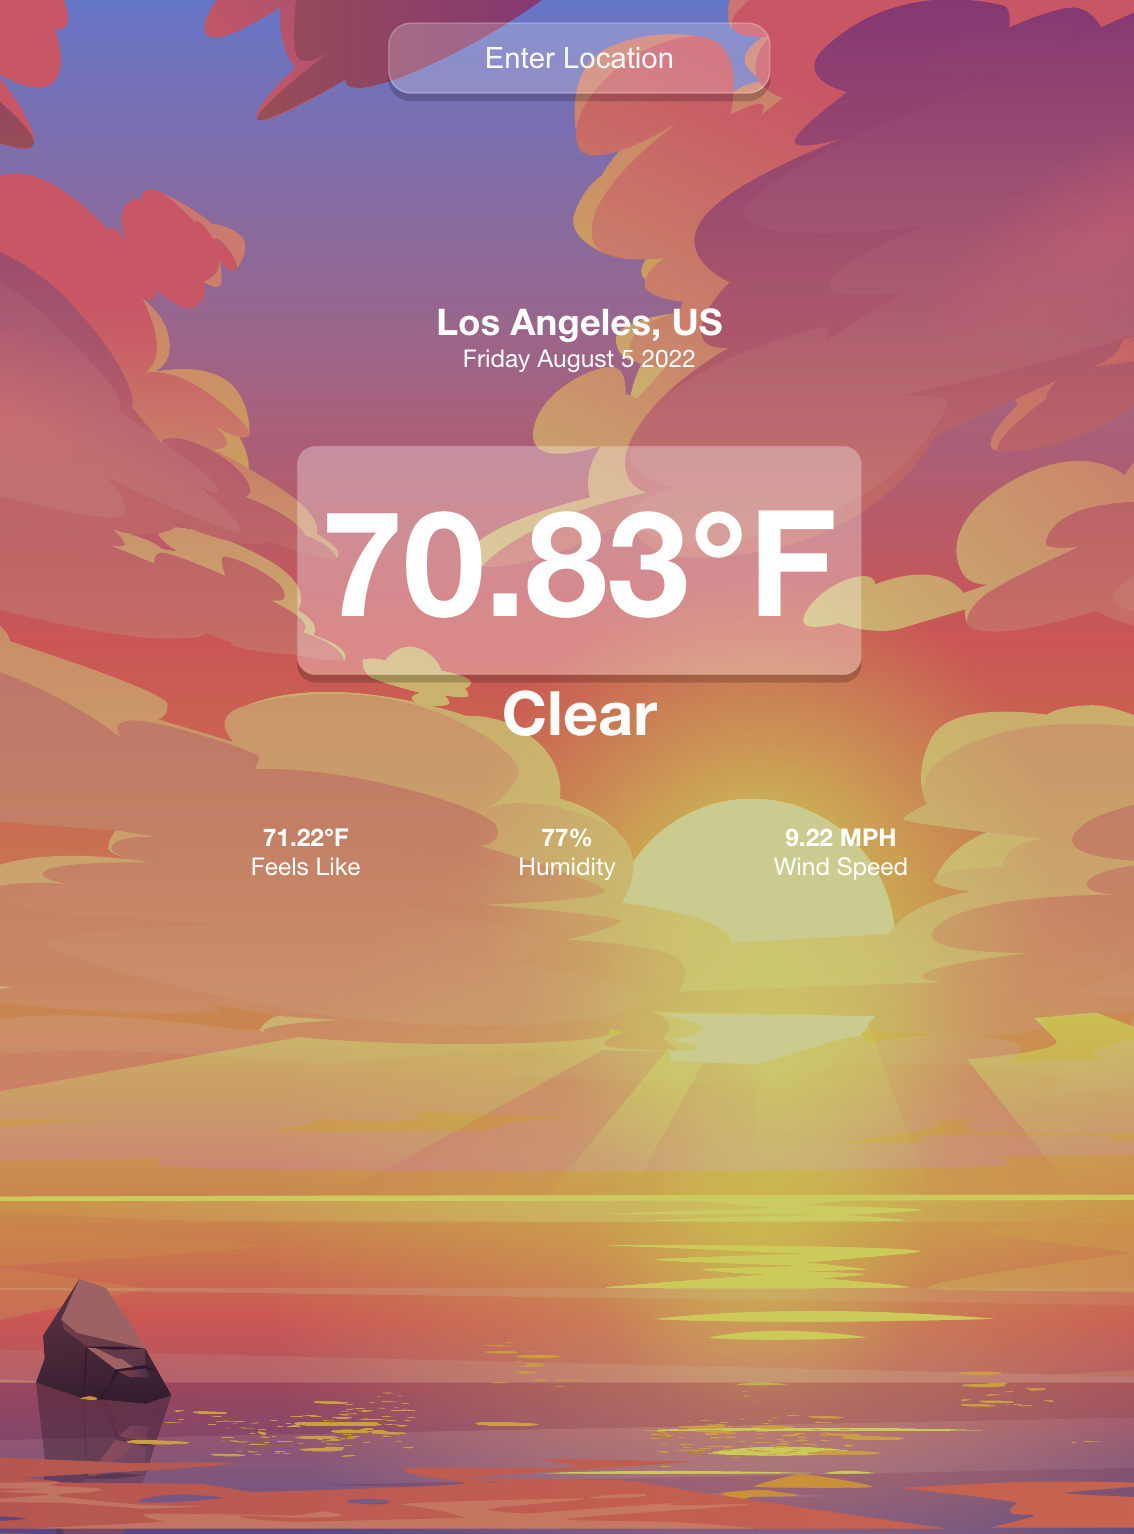 Enter Location
Los Angeles, US
Friday August 5 2022
70.83°F
Clear
71.22°F
Feels Like
77%
Humidity
9.22 MPH
Wind Speed